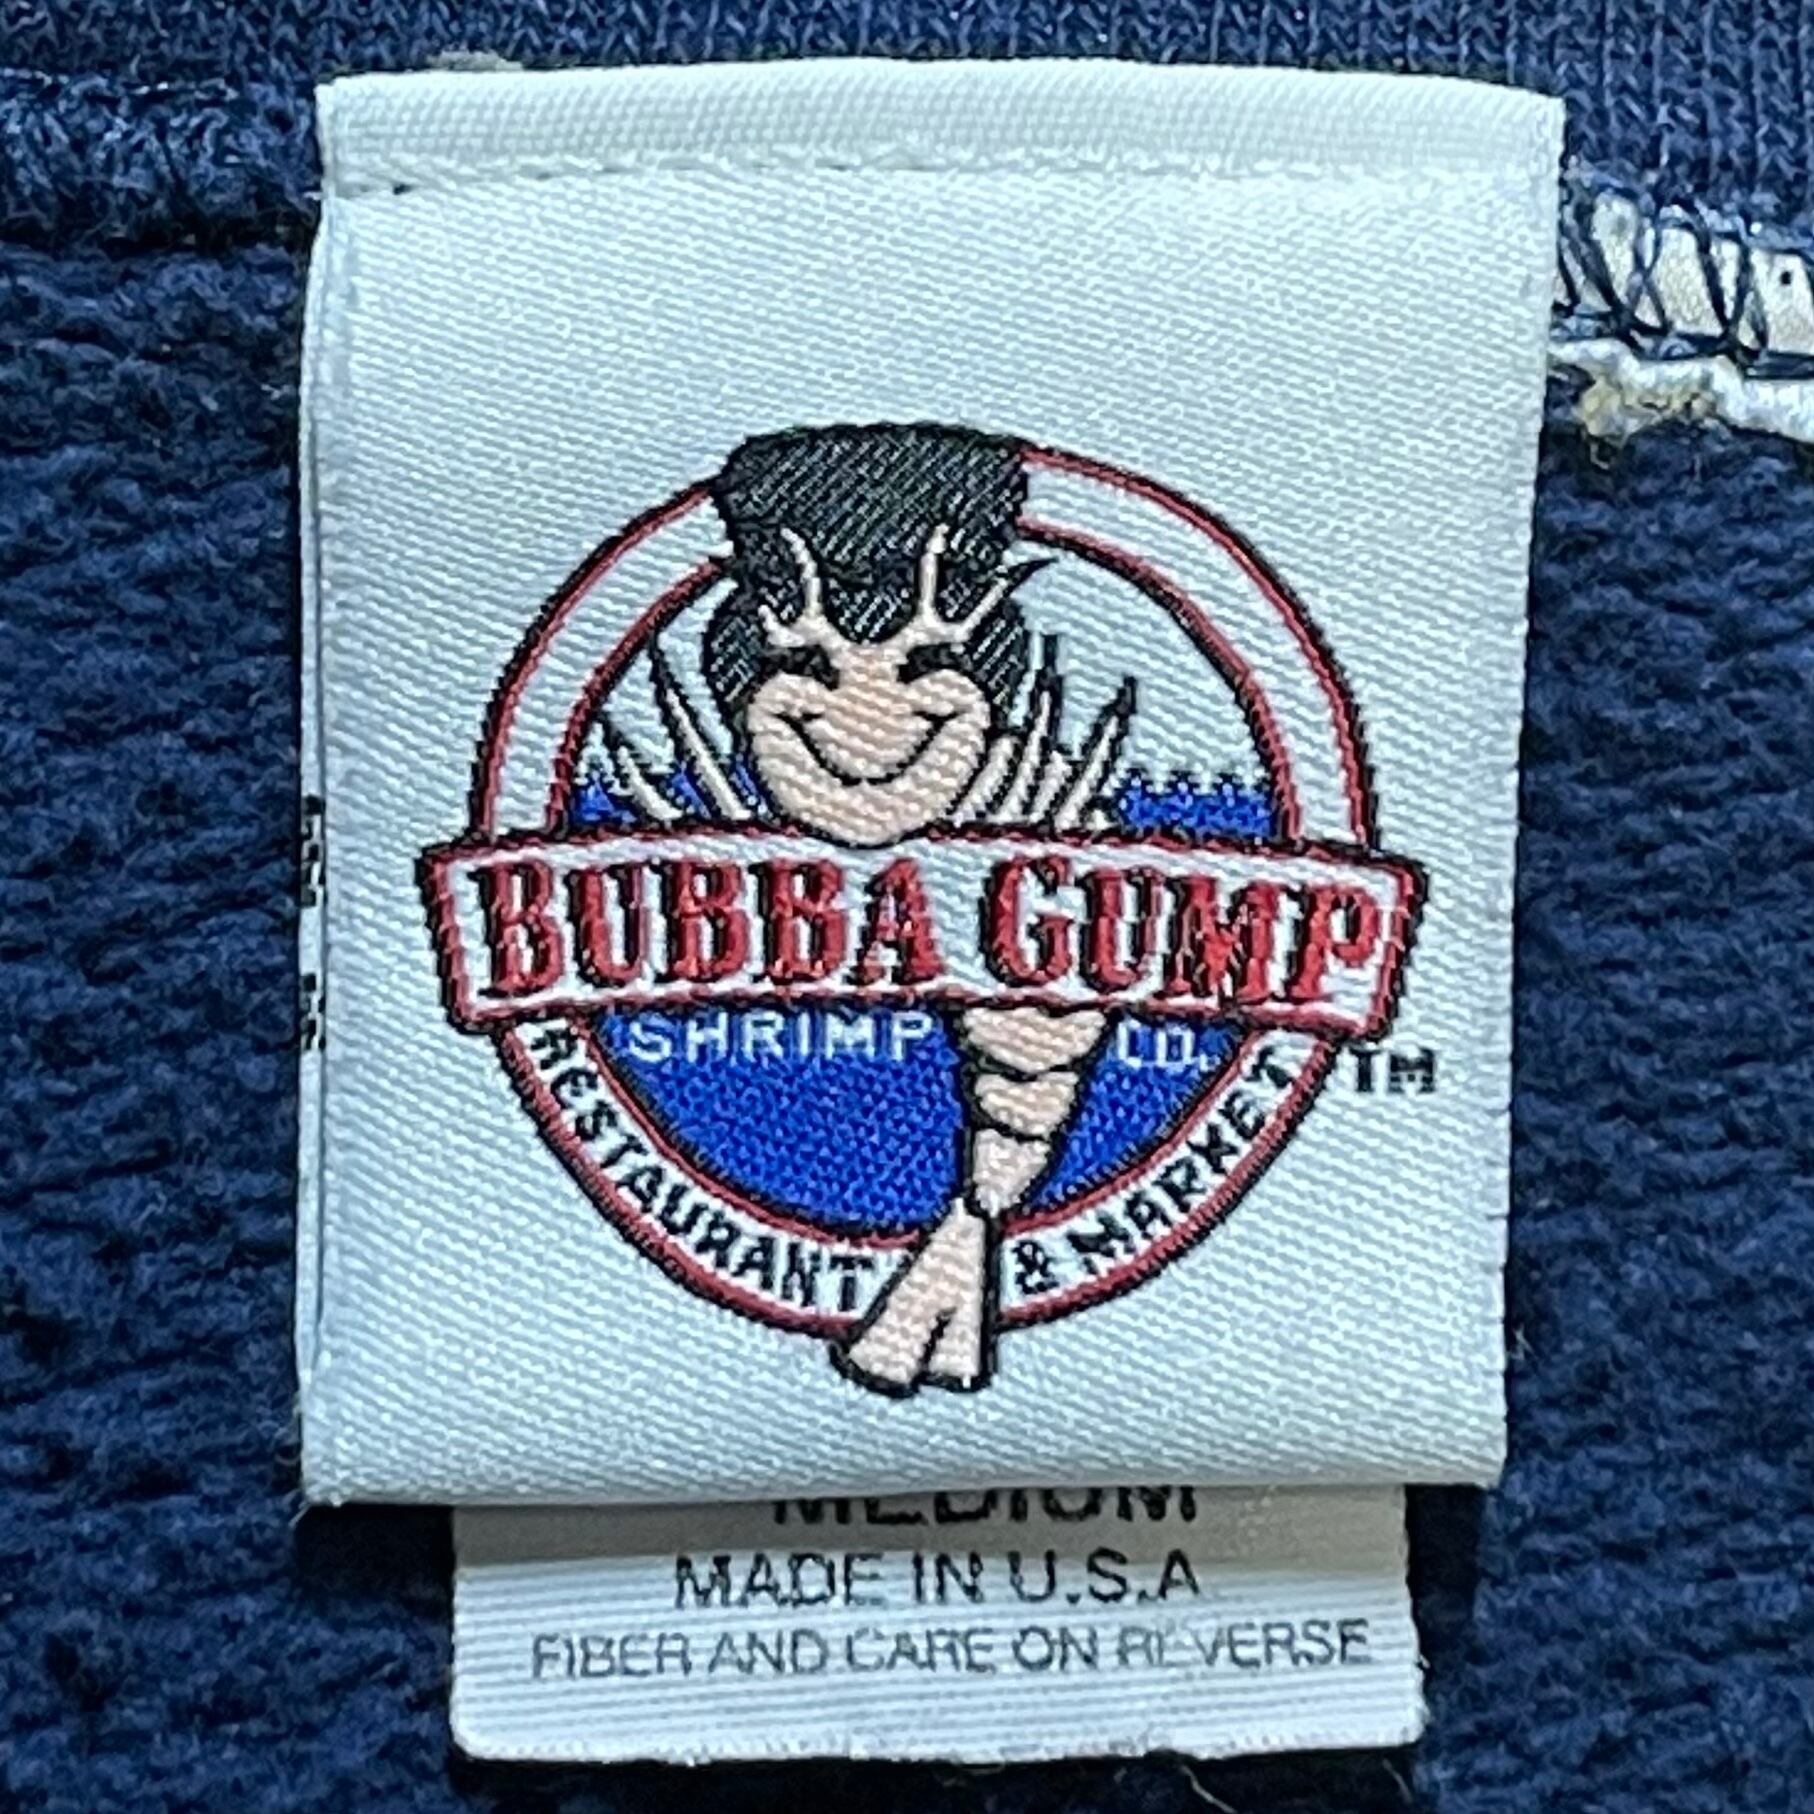 BUBBA GUMP
SHRIMP CO.
TM
RESTAURANT & MARKET
MEDIUM
MADE IN U.S.A
FIBER AND CARE ON REVERSE